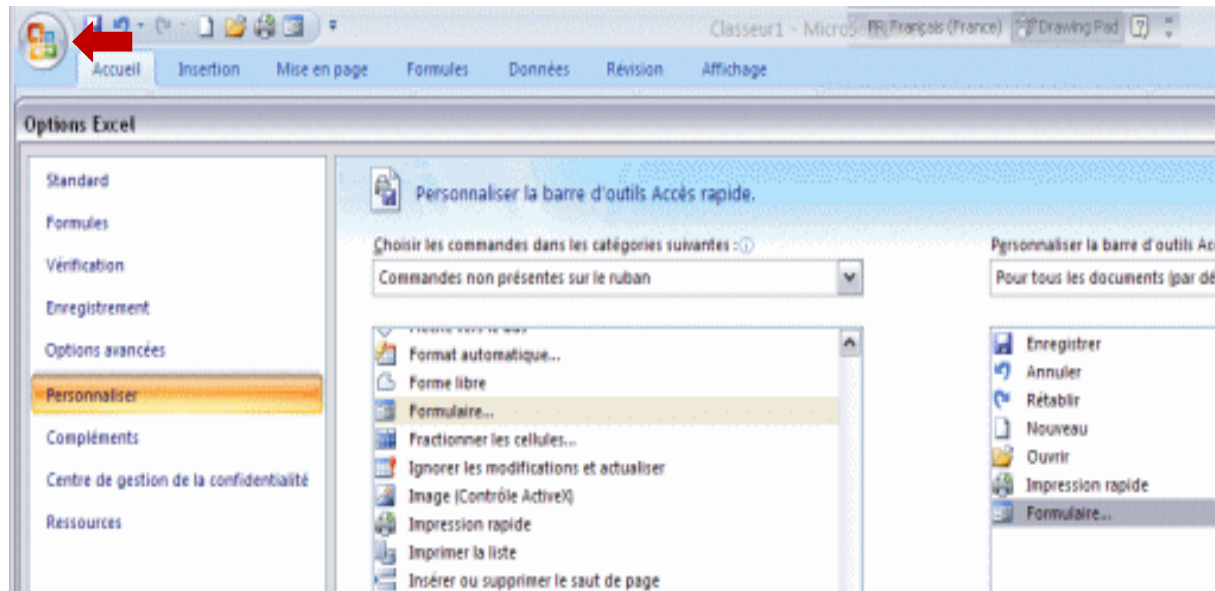 Classeur1 - Micros
FR Français (France)
Drawing Pad
Accueil
Insertion
Mise en page
Formules
Données
Révision
Affichage
Options Excel
Standard
Formules
Vérification
Enregistrement
Options avancées
Personnaliser
Compléments
Centre de gestion de la confidentialité
Ressources
Personnaliser la barre d'outils Accès rapide.
Choisir les commandes dans les catégories suivantes :
Commandes non présentes sur le ruban
Format automatique...
Forme libre
Formulaire...
Fractionner les cellules...
Ignorer les modifications et actualiser
Image (Contrôle ActiveX)
Impression rapide
Imprimer la liste
Insérer ou supprimer le saut de page
Personnaliser la barre d'outils Ac
Pour tous les documents (par dé
Enregistrer
Annuler
Rétablir
Nouveau
Ouvrir
Impression rapide
Formulaire...